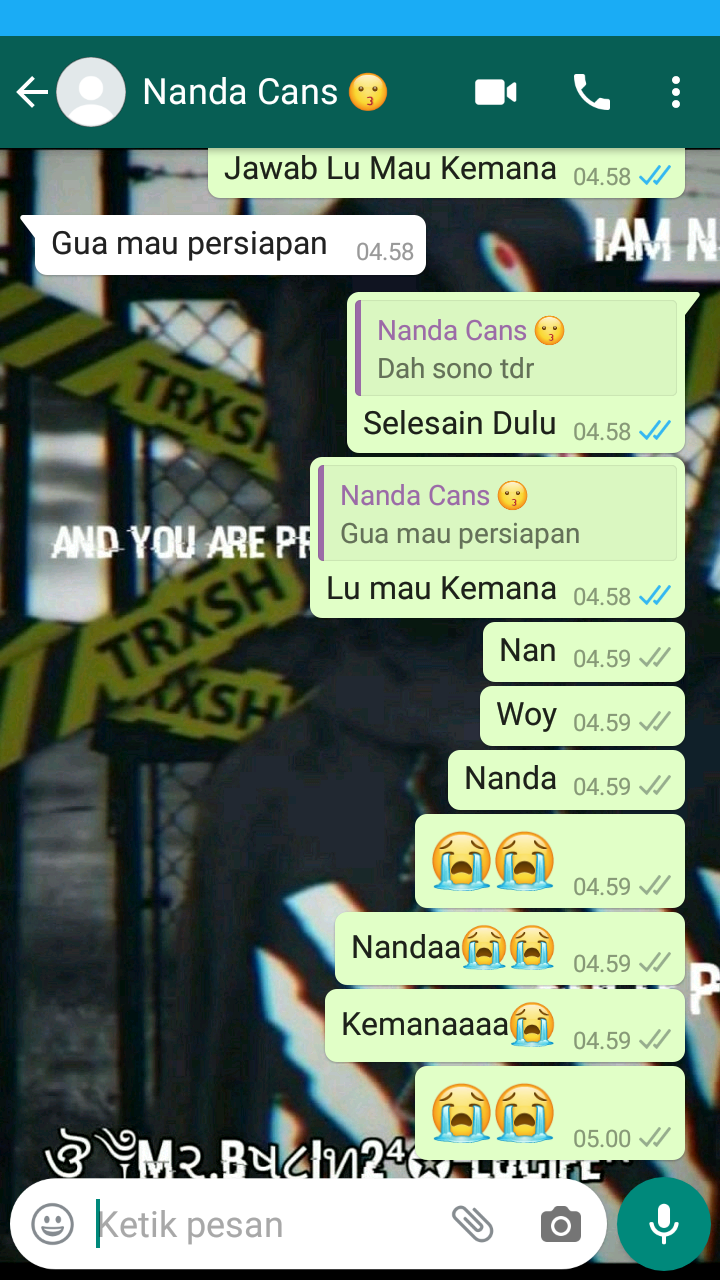 Nanda Cans 😗
Jawab Lu Mau Kemana 04.58
Gua mau persiapan 04.58
IAM N
Nanda Cans 😗
Dah sono tdr
Selesain Dulu 04.58
TRXSH
Nanda Cans 😗
Gua mau persiapan
Lu mau Kemana 04.58
AND YOU ARE PR
TRXSH
TRXSH
Nan 04.59
Woy 04.59
Nanda 04.59
😭😭 04.59
Nandaa😭😭 04.59
Kemanaaaa😭 04.59
😭😭 05.00
Ketik pesan